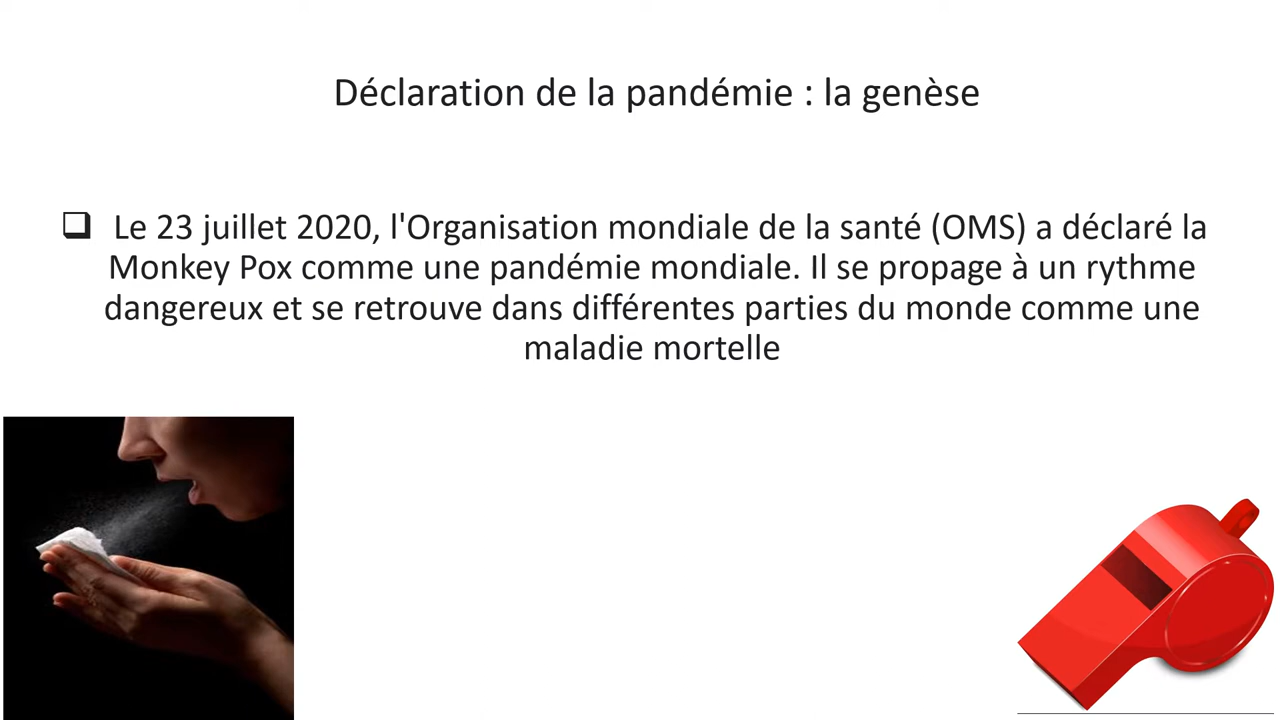 Déclaration de la pandémie : la genèse
❑ Le 23 juillet 2020, l'Organisation mondiale de la santé (OMS) a déclaré la
Monkey Pox comme une pandémie mondiale. Il se propage à un rythme
dangereux et se retrouve dans différentes parties du monde comme une
maladie mortelle